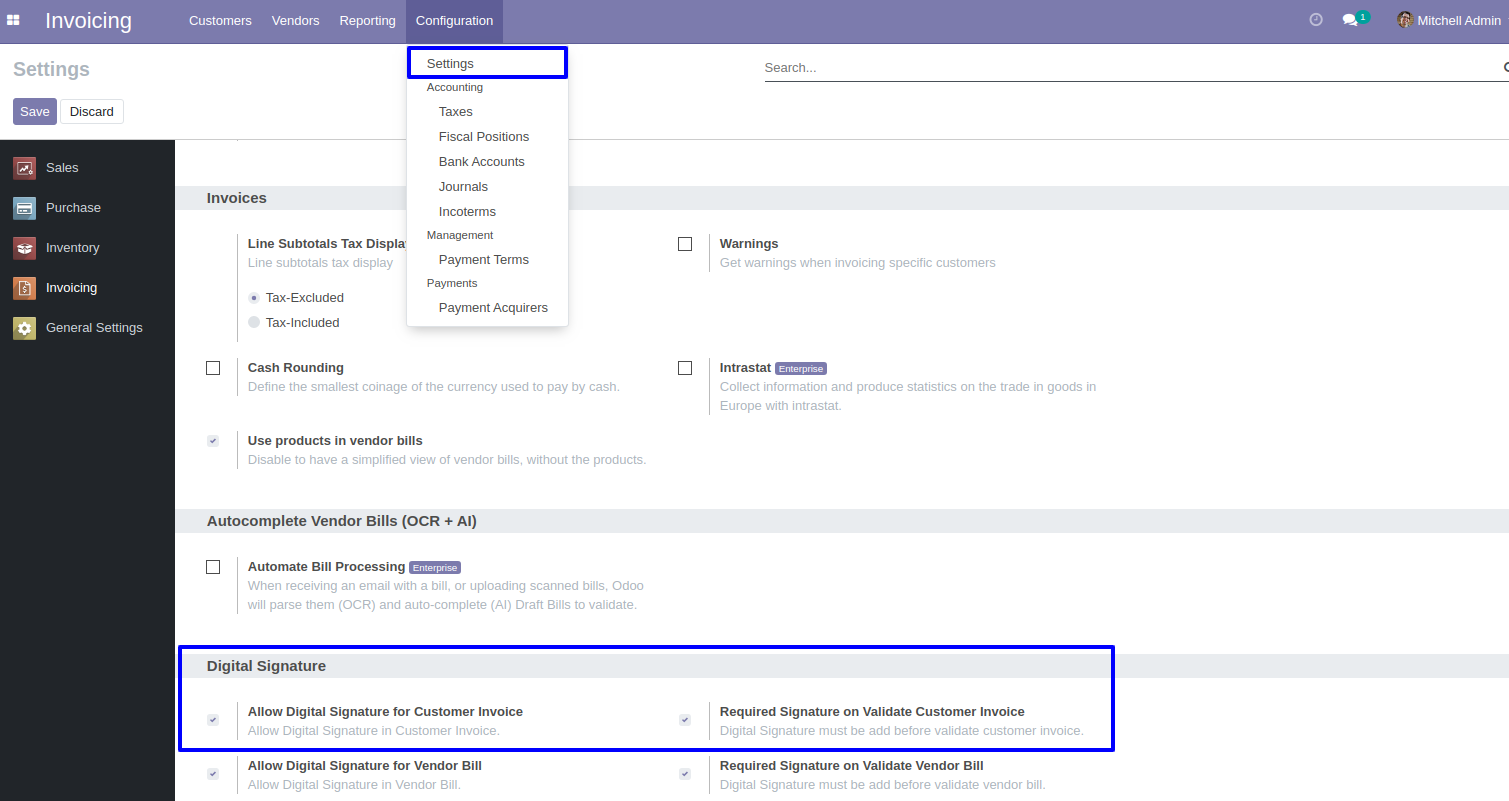 Invoicing
Customers
Vendors
Reporting
Configuration
1
Mitchell Admin
Settings
Search...
Save
Discard
Settings
Accounting
Taxes
Fiscal Positions
Bank Accounts
Journals
Incoterms
Management
Payment Terms
Payments
Payment Acquirers
Sales
Purchase
Inventory
Invoicing
General Settings
Invoices
Line Subtotals Tax Displa
Line subtotals tax display
Tax-Excluded
Tax-Included
Warnings
Get warnings when invoicing specific customers
Cash Rounding
Define the smallest coinage of the currency used to pay by cash.
Intrastat Enterprise
Collect information and produce statistics on the trade in goods in
Europe with intrastat.
Use products in vendor bills
Disable to have a simplified view of vendor bills, without the products.
Autocomplete Vendor Bills (OCR + AI)
Automate Bill Processing Enterprise
When receiving an email with a bill, or uploading scanned bills, Odoo
will parse them (OCR) and auto-complete (AI) Draft Bills to validate.
Digital Signature
Allow Digital Signature for Customer Invoice
Allow Digital Signature in Customer Invoice.
Required Signature on Validate Customer Invoice
Digital Signature must be add before validate customer invoice.
Allow Digital Signature for Vendor Bill
Allow Digital Signature in Vendor Bill.
Required Signature on Validate Vendor Bill
Digital Signature must be add before validate vendor bill.